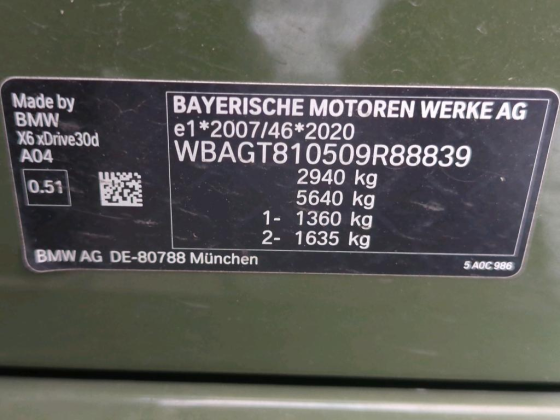 Made by
BMW
X6 xDrive30d
A04
0.51
BAYERISCHE MOTOREN WERKE AG
e1*2007/46*2020
WBAGT810509R88839
2940 kg
5640 kg
1- 1360 kg
2- 1635 kg
BMW AG DE-80788 München
5 A0C 986